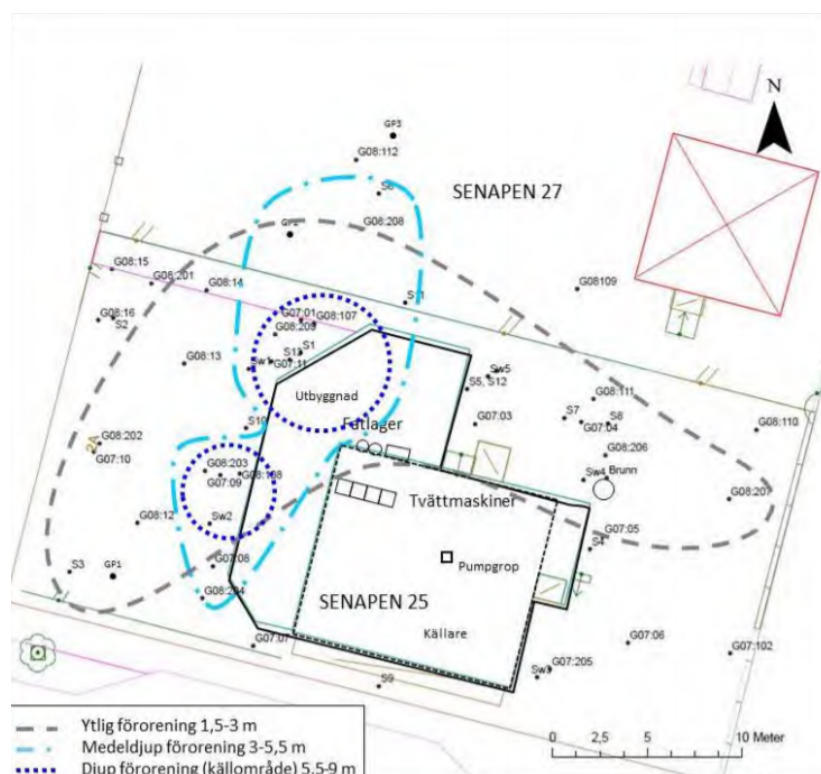 N
GP3
G08:112
SENAPEN 27
S6
G08:208
GP2
G08:15
G08:201
G08:14
G08109
G08:16
S2
G07:01
G08:107
G08:209
S1
S13
Sw1
G07:11
G08:13
Sw5
S5, S12
Utbyggnad
G08:111
S10
Fatlager
G07:03
S7
S8
G07:04
G08:110
G08:202
G07:10
G08:206
G08:203
G07:09
Sw4
Brunn
Tvättmaskiner
G08:207
G08:12
Sw2
G07:05
S4
S3
GP1
G07:08
Pumpgrop
G08:204
SENAPEN 25
Källare
G07:07
G07:06
G07:102
Sw3
G07:205
S9
Ytlig förorening 1,5-3 m
Medeldjup förorening 3-5,5 m
Djup förorening (källområde) 5,5-9 m
0 2,5 5 10 Meter